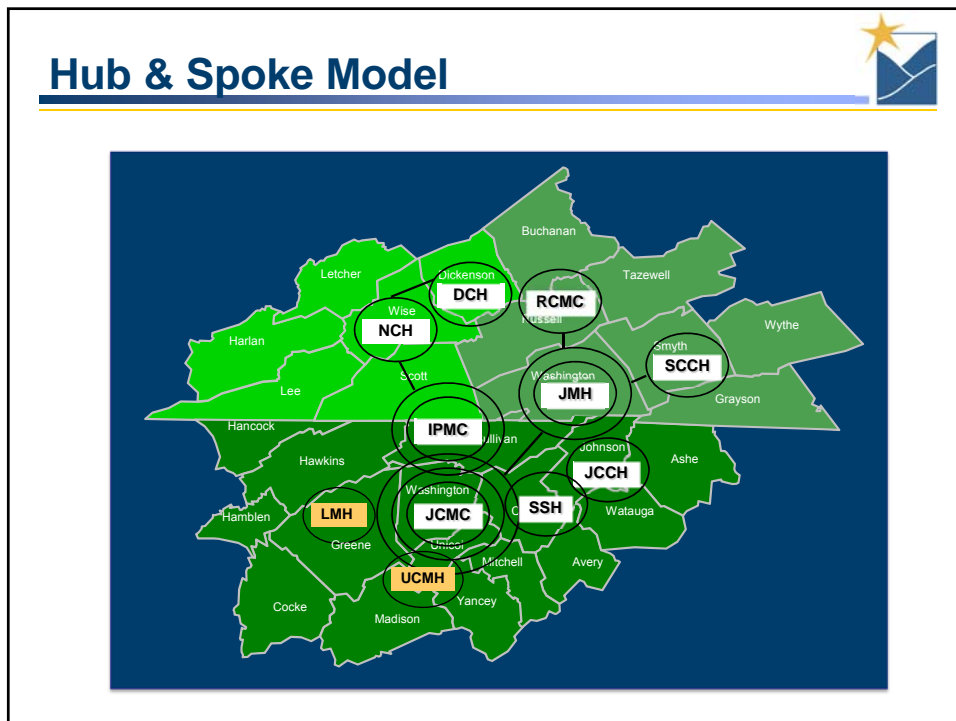 Hub & Spoke Model
Buchanan
Letcher
Dickenson
Tazewell
DCH
RCMC
Wise
Russell
Wythe
NCH
Harlan
Smyth
SCCH
Scott
Washington
Lee
JMH
Grayson
Hancock
IPMC
ullivan
Johnson
Hawkins
Ashe
JCCH
Washington
Hamblen
LMH
JCMC
C
SSH
Watauga
Greene
Unicoi
Mitchell
Avery
UCMH
Cocke
Yancey
Madison